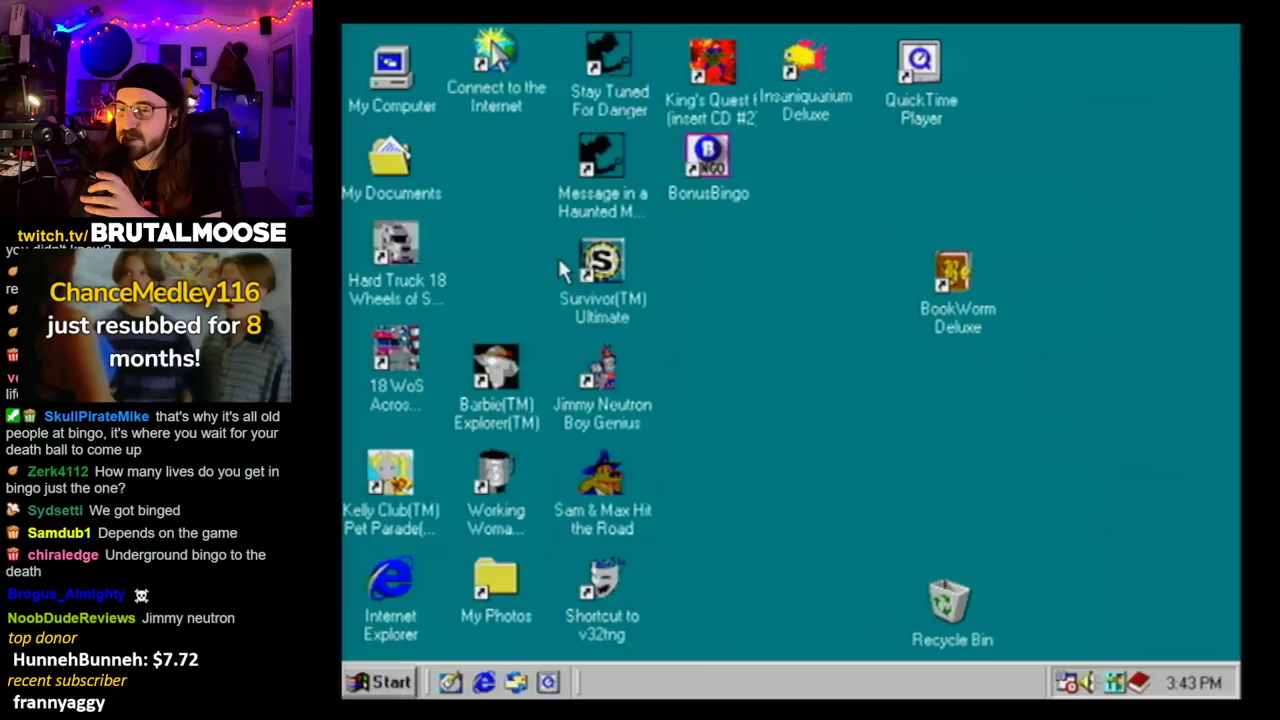 twitch.tv/BRUTALMOOSE
you didn't know?
ChanceMedley116
just resubbed for 8
months!
SkullPirateMike that's why it's all old
people at bingo, it's where you wait for your
death ball to come up
Zerk4112 How many lives do you get in
bingo just the one?
Sydsetti We got binged
Samdub1 Depends on the game
chiraledge Underground bingo to the
death
Brogus_Almighty
NoobDudeReviews Jimmy neutron
top donor
HunnehBunneh: $7.72
recent subscriber
frannyaggy
My Computer
Connect to the
Internet
Stay Tuned
For Danger
King's Quest
(insert CD #2)
Insaniquarium
Deluxe
QuickTime
Player
My Documents
Message in a
Haunted M...
BINGO
BonusBingo
Hard Truck 18
Wheels of S...
S
Survivor(TM)
Ultimate
BookWorm
Deluxe
18 WoS
Acros...
Barbie(TM)
Explorer(TM)
Jimmy Neutron
Boy Genius
Kelly Club(TM)
Pet Parade(...
Working
Woma...
Sam & Max Hit
the Road
Internet
Explorer
My Photos
Shortcut to
v32tng
Recycle Bin
Start
3:43 PM